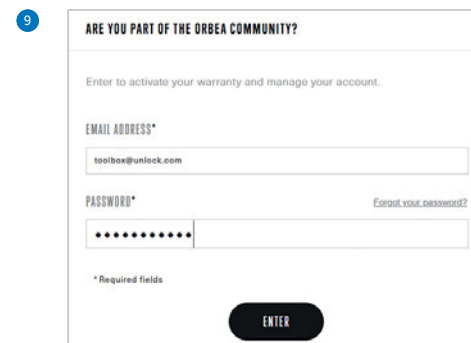 9
ARE YOU PART OF THE ORBEA COMMUNITY?
Enter to activate your warranty and manage your account.
EMAIL ADDRESS*
toolbox@unlock.com
PASSWORD*
Forgot your password?
***********
* Required fields
ENTER